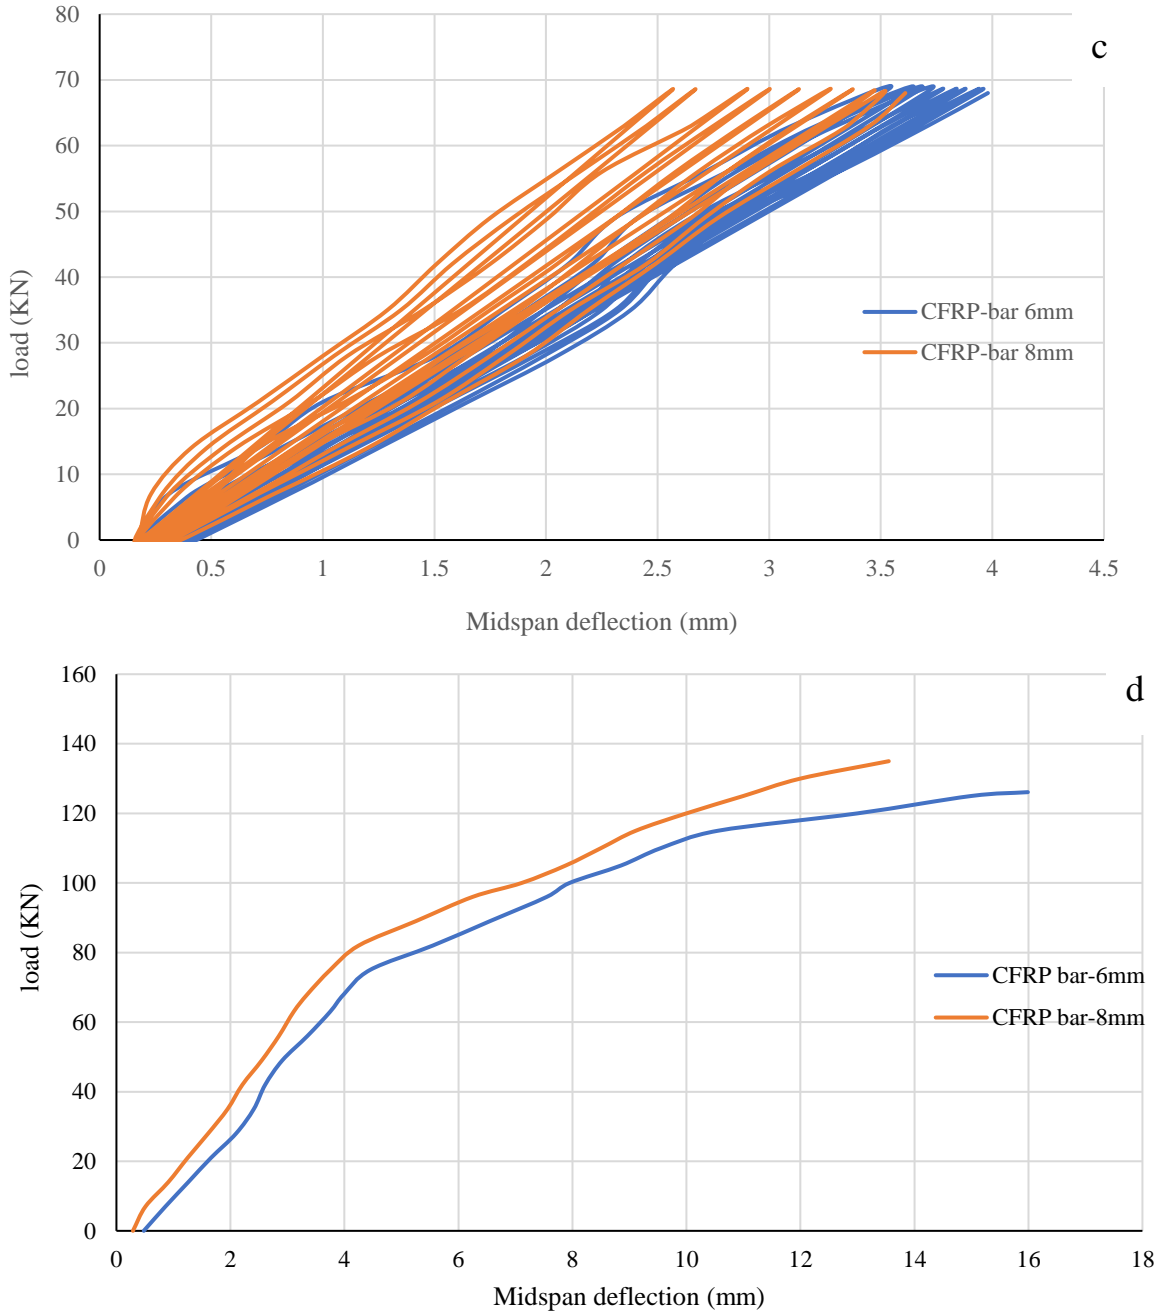 c
80
70
60
50
40
30
20
10
0
load (KN)
CFRP-bar 6mm
CFRP-bar 8mm
0 0.5 1 1.5 2 2.5 3 3.5 4 4.5
Midspan deflection (mm)
d
160
140
120
100
80
60
40
20
0
load (KN)
CFRP bar-6mm
CFRP bar-8mm
0 2 4 6 8 10 12 14 16 18
Midspan deflection (mm)